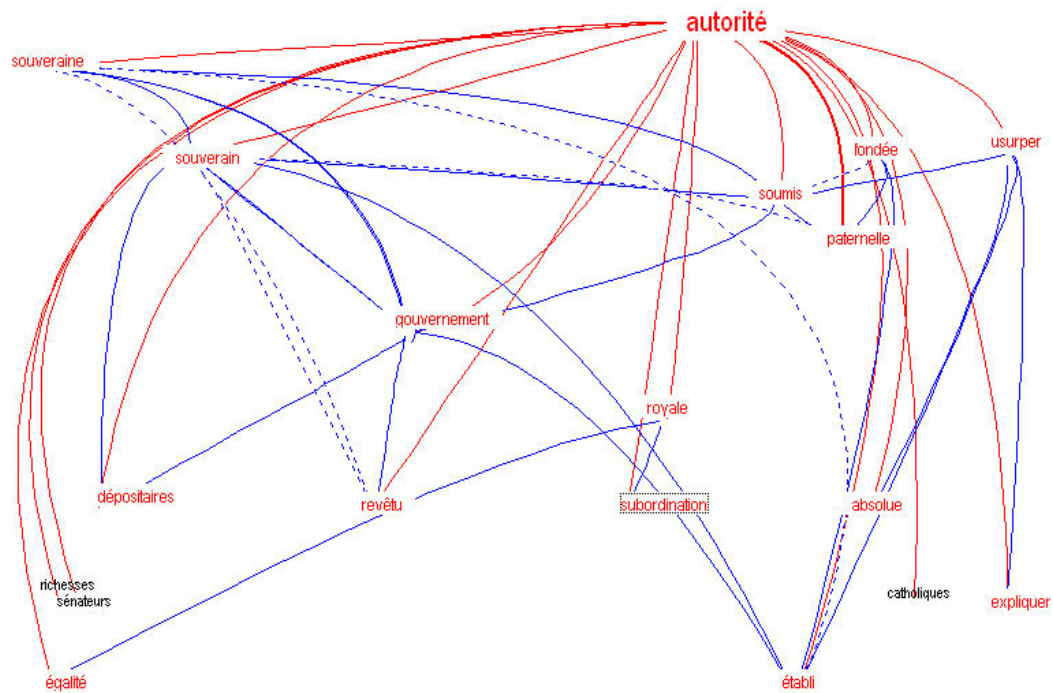 autorité
souveraine
usurper
souverain
fondée
soumis
paternelle
gouvernement
royale
dépositaires
revêtu
subordination
absolue
richesses
sénateurs
catholiques
expliquer
égalité
établi